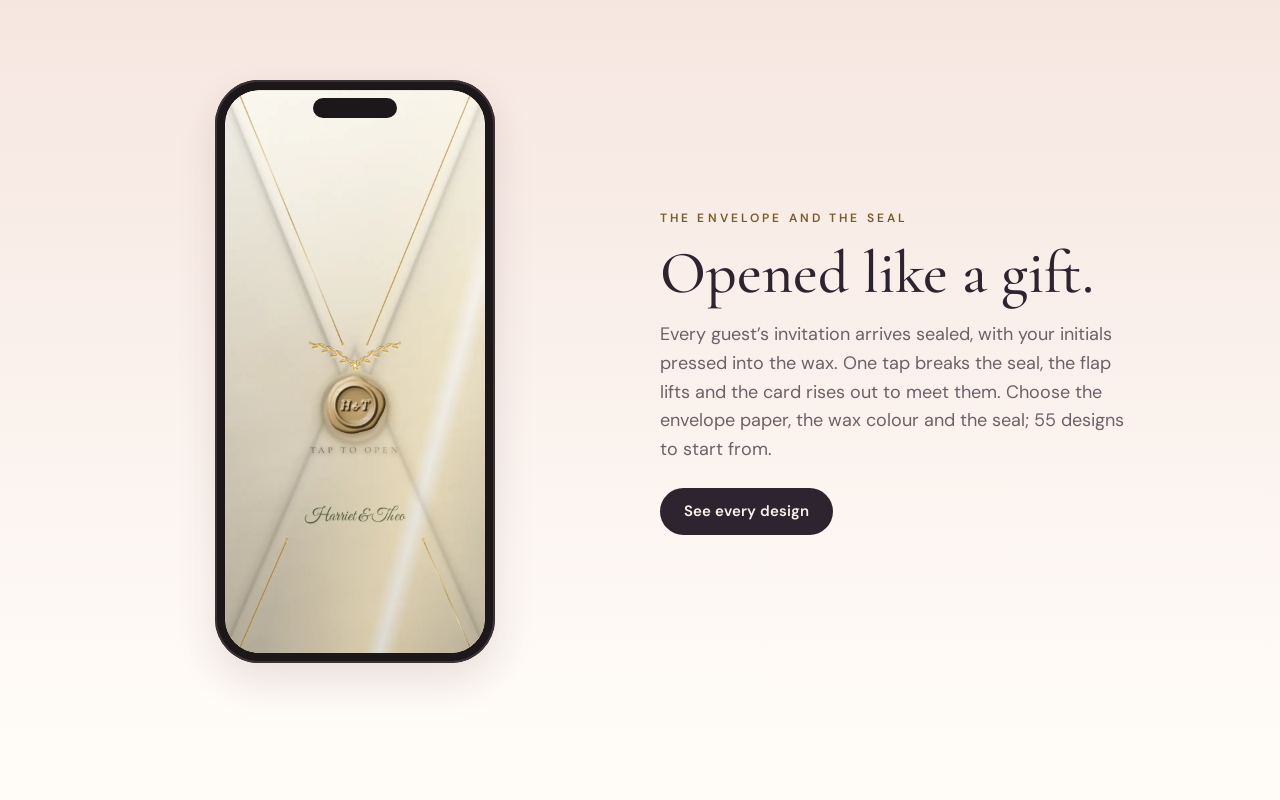 H&T
TAP TO OPEN
Harriet & Theo
THE ENVELOPE AND THE SEAL
Opened like a gift.
Every guest’s invitation arrives sealed, with your initials
pressed into the wax. One tap breaks the seal, the flap
lifts and the card rises out to meet them. Choose the
envelope paper, the wax colour and the seal; 55 designs
to start from.
See every design